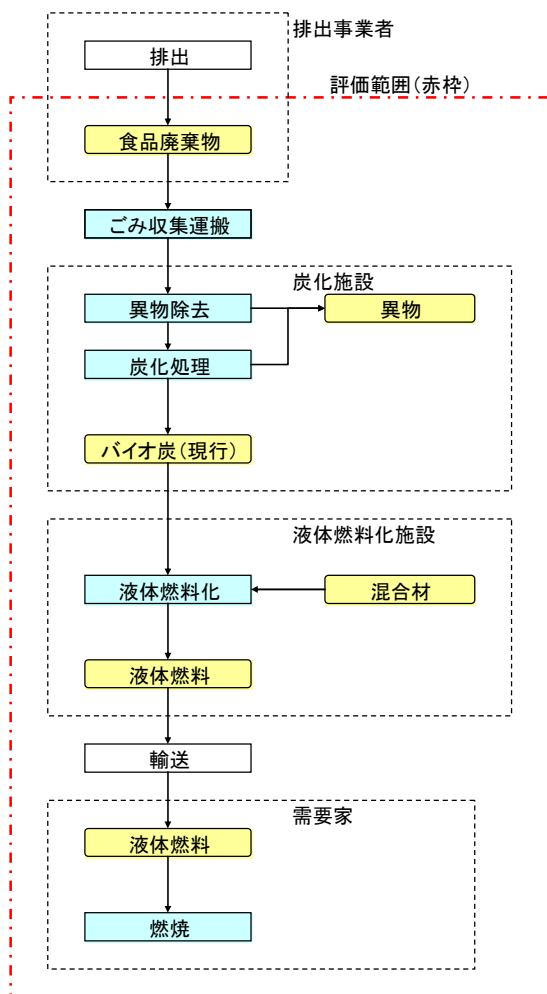 排出事業者
排出
評価範囲(赤枠)
食品廃棄物
ごみ収集運搬
炭化施設
異物除去
異物
炭化処理
バイオ炭(現行)
液体燃料化施設
液体燃料化
混合材
液体燃料
輸送
需要家
液体燃料
燃焼